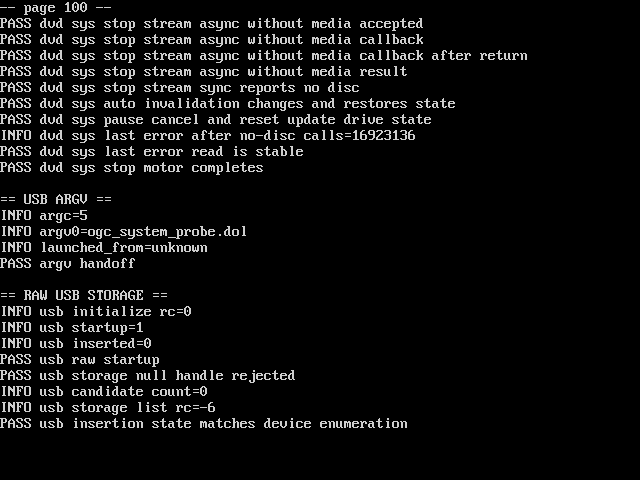 -- page 100 --
PASS dvd sys stop stream async without media accepted
PASS dvd sys stop stream async without media callback
PASS dvd sys stop stream async without media callback after return
PASS dvd sys stop stream async without media result
PASS dvd sys stop stream sync reports no disc
PASS dvd sys auto invalidation changes and restores state
PASS dvd sys pause cancel and reset update drive state
INFO dvd sys last error after no-disc calls=16923136
PASS dvd sys last error read is stable
PASS dvd sys stop motor completes
== USB ARGV ==
INFO argc=5
INFO argv0=ogc_system_probe.dol
INFO launched_from=unknown
PASS argv handoff
== RAW USB STORAGE ==
INFO usb initialize rc=0
INFO usb startup=1
INFO usb inserted=0
PASS usb raw startup
PASS usb storage null handle rejected
INFO usb candidate count=0
INFO usb storage list rc=-6
PASS usb insertion state matches device enumeration